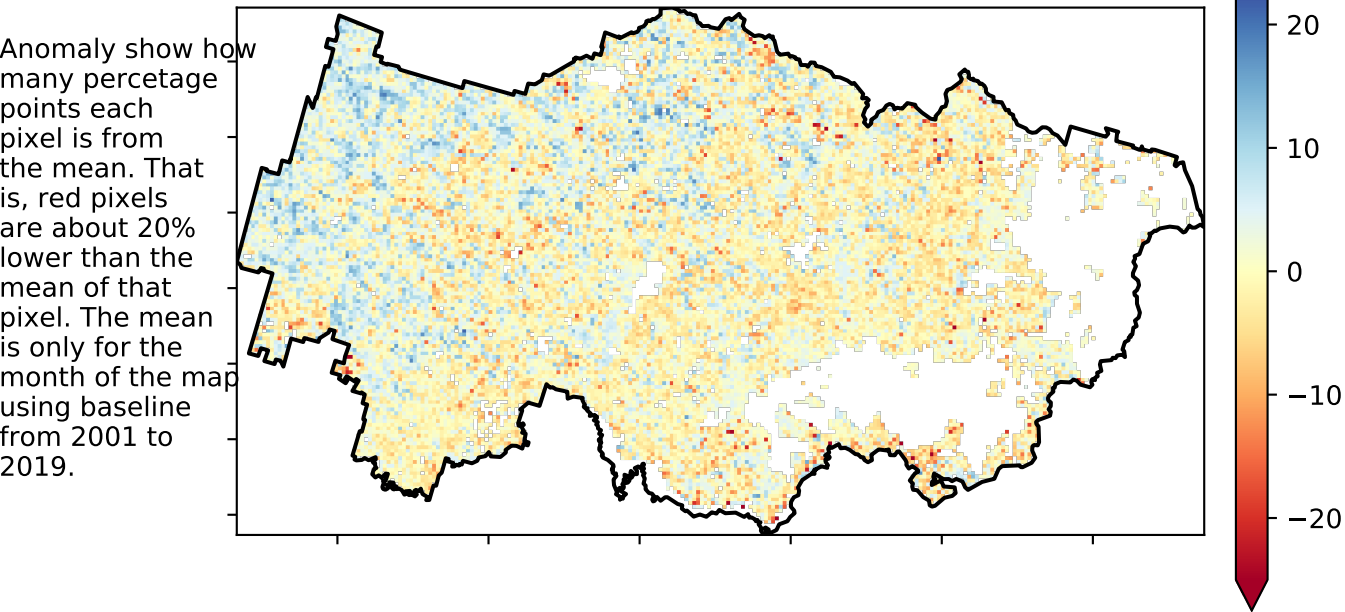 Anomaly show how
many percetage
points each
pixel is from
the mean. That
is, red pixels
are about 20%
lower than the
mean of that
pixel. The mean
is only for the
month of the map
using baseline
from 2001 to
2019.
20
10
0
−10
−20